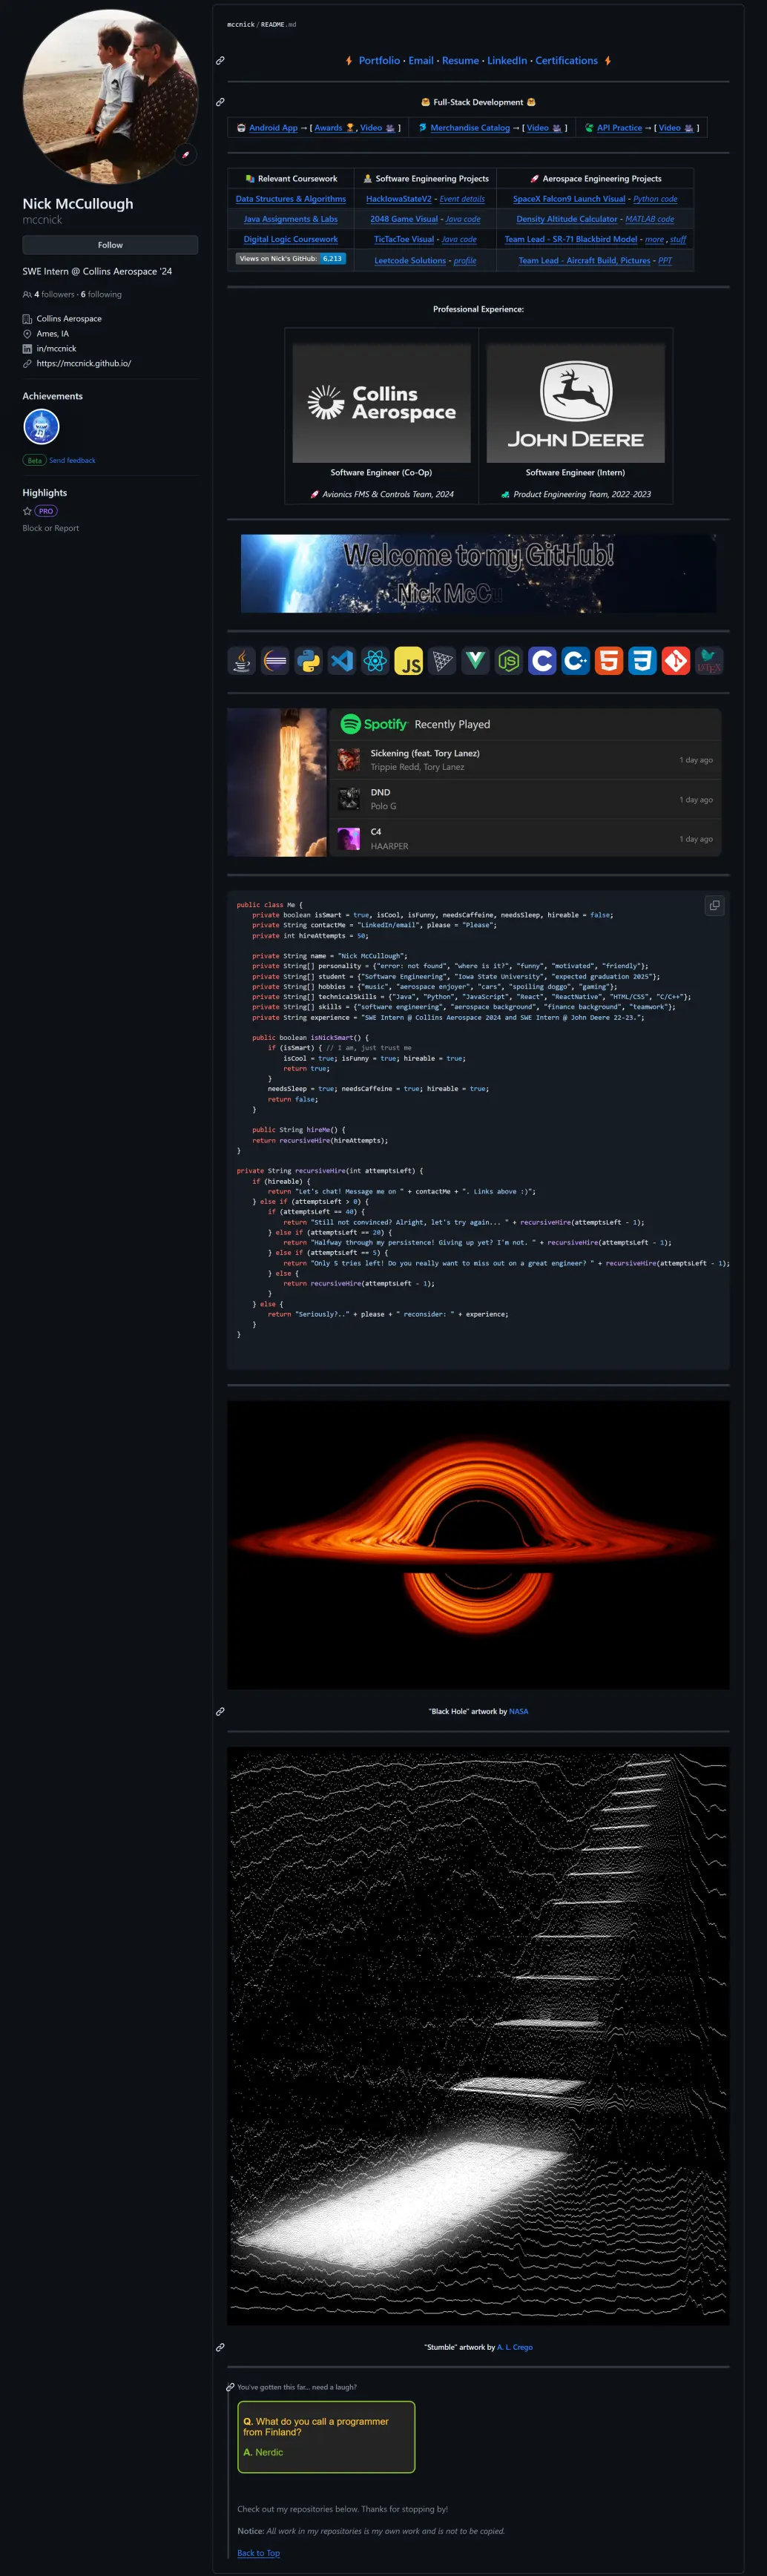 Nick McCullough
mccnick
Follow
SWE Intern @ Collins Aerospace '24
4 followers · 6 following
Collins Aerospace
Ames, IA
in/mccnick
https://mccnick.github.io/
Achievements
Beta Send feedback
Highlights
PRO
Block or Report
mccnick / README.md
Portfolio · Email · Resume · LinkedIn · Certifications
Full-Stack Development
Android App → [ Awards , Video ] Merchandise Catalog → [ Video ] API Practice → [ Video ]
Relevant Coursework Software Engineering Projects Aerospace Engineering Projects
Data Structures & Algorithms HackIowaStateV2 - Event details SpaceX Falcon9 Launch Visual - Python code
Java Assignments & Labs 2048 Game Visual - Java code Density Altitude Calculator - MATLAB code
Digital Logic Coursework TicTacToe Visual - Java code Team Lead - SR-71 Blackbird Model - more , stuff
Views on Nick's GitHub: 6,213 Leetcode Solutions - profile Team Lead - Aircraft Build, Pictures - PPT
Professional Experience:
Collins
Aerospace
JOHN DEERE
Software Engineer (Co-Op) Software Engineer (Intern)
Avionics FMS & Controls Team, 2024 Product Engineering Team, 2022-2023
Welcome to my GitHub!
Nick McCu
JS
Spotify Recently Played
Sickening (feat. Tory Lanez)
Trippie Redd, Tory Lanez
1 day ago
DND
Polo G
1 day ago
C4
HAARPER
1 day ago
public class Me {
private boolean isSmart = true, isCool, isFunny, needsCaffeine, needsSleep, hireable = false;
private String contactMe = "LinkedIn/email", please = "Please";
private int hireAttempts = 50;
private String name = "Nick McCullough";
private String[] personality = {"error: not found", "where is it?", "funny", "motivated", "friendly"};
private String[] student = {"Software Engineering", "Iowa State University", "expected graduation 2025"};
private String[] hobbies = {"music", "aerospace enjoyer", "cars", "spoiling doggo", "gaming"};
private String[] technicalSkills = {"Java", "Python", "JavaScript", "React", "ReactNative", "HTML/CSS", "C/C++"};
private String[] skills = {"software engineering", "aerospace background", "finance background", "teamwork"};
private String experience = "SWE Intern @ Collins Aerospace 2024 and SWE Intern @ John Deere 22-23.";
public boolean isNickSmart() {
if (isSmart) { // I am, just trust me
isCool = true; isFunny = true; hireable = true;
return true;
}
needsSleep = true; needsCaffeine = true; hireable = true;
return false;
}
public String hireMe() {
return recursiveHire(hireAttempts);
}
private String recursiveHire(int attemptsLeft) {
if (hireable) {
return "Let's chat! Message me on " + contactMe + ". Links above :)";
} else if (attemptsLeft > 0) {
if (attemptsLeft == 40) {
return "Still not convinced? Alright, let's try again... " + recursiveHire(attemptsLeft - 1);
} else if (attemptsLeft == 20) {
return "Halfway through my persistence! Giving up yet? I'm not. " + recursiveHire(attemptsLeft - 1);
} else if (attemptsLeft == 5) {
return "Only 5 tries left! Do you really want to miss out on a great engineer? " + recursiveHire(attemptsLeft - 1);
} else {
return recursiveHire(attemptsLeft - 1);
}
} else {
return "Seriously?.." + please + " reconsider: " + experience;
}
}
"Black Hole" artwork by NASA
"Stumble" artwork by A. L. Crego
You've gotten this far... need a laugh?
Q. What do you call a programmer
from Finland?
A. Nerdic
Check out my repositories below. Thanks for stopping by!
Notice: All work in my repositories is my own work and is not to be copied.
Back to Top